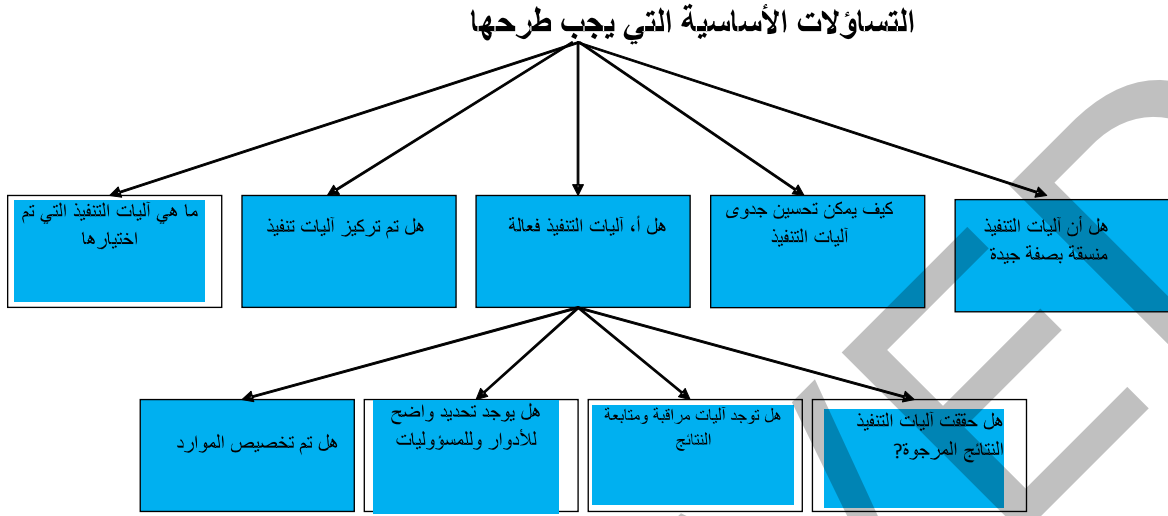 التساؤلات الأساسية التي يجب طرحها
هل أن آليات التنفيذ
منسقة بصفة جيدة
كيف يمكن تحسين جدوى
آليات التنفيذ
هل أ، آليات التنفيذ فعالة
هل تم تركيز آليات تنفيذ
ما هي آليات التنفيذ التي تم
اختيارها
هل حققت آليات التنفيذ
النتائج المرجوة?
هل توجد آليات مراقبة ومتابعة
النتائج
هل يوجد تحديد واضح
للأدوار وللمسؤوليات
هل تم تخصيص الموارد